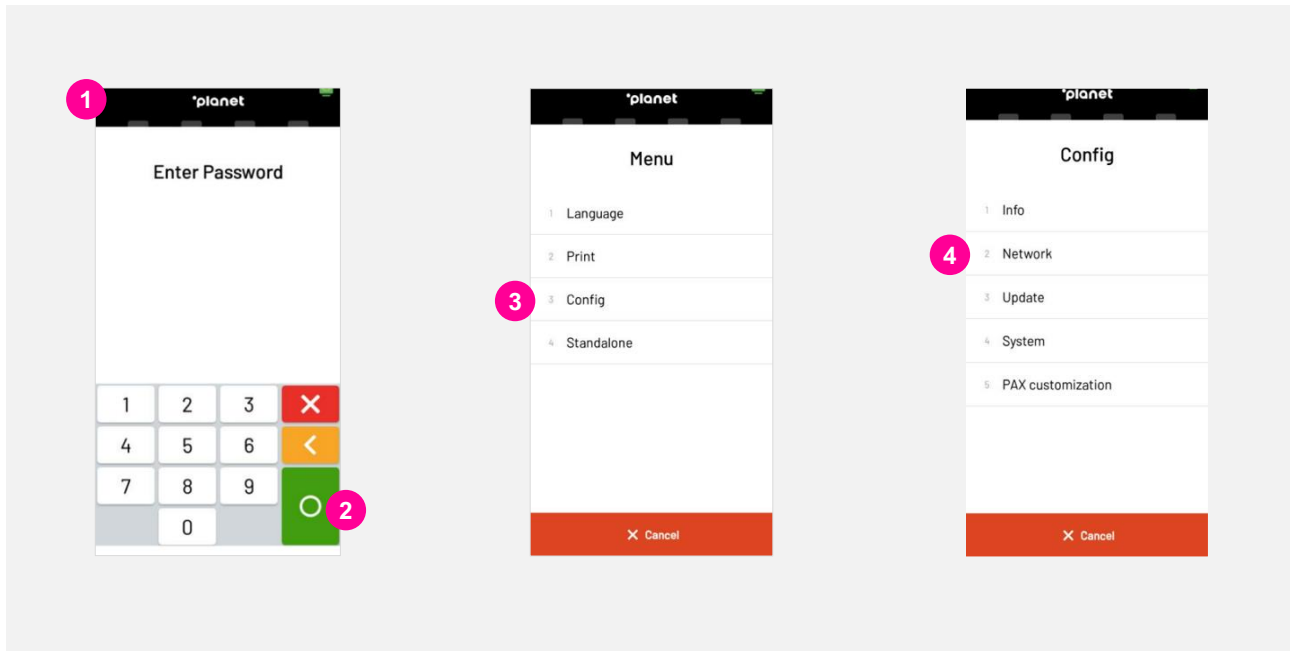 1
planet
Enter Password
1 2 3
4 5 6
7 8 9
0
2
planet
Menu
1 Language
2 Print
3 3 Config
4 Standalone
X Cancel
planet
Config
1 Info
4 2 Network
3 Update
4 System
5 PAX customization
X Cancel